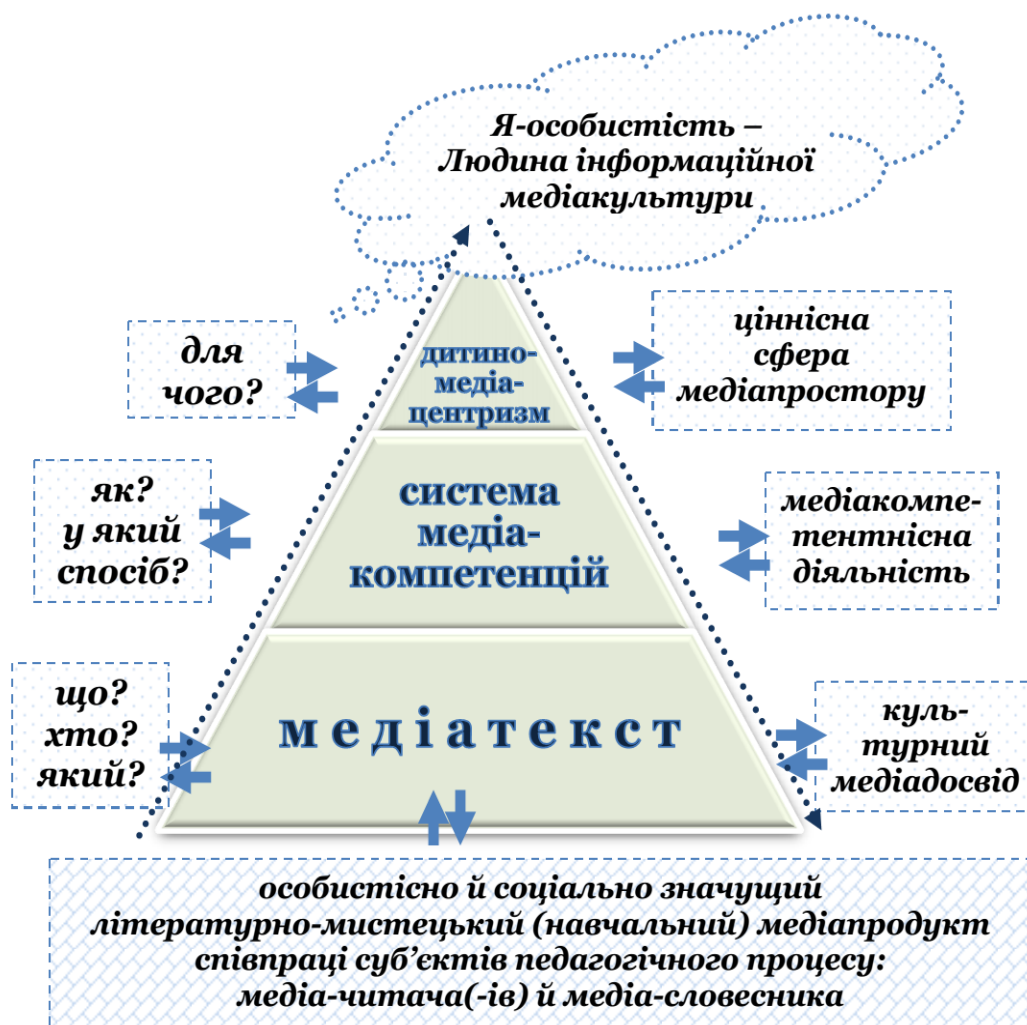 Я-особистість –
Людина інформаційної
медіакультури
для
чого?
дитино-
медіа-
центризм
ціннісна
сфера
медіапростору
як?
у який
спосіб?
система
медіа-
компетенцій
медіакомпе-
тентнісна
діяльність
що?
хто?
який?
медіатекст
куль-
турний
медіадосвід
особистісно й соціально значущий
літературно-мистецький (навчальний) медіапродукт
співпраці суб’єктів педагогічного процесу:
медіа-читача(-ів) й медіа-словесника